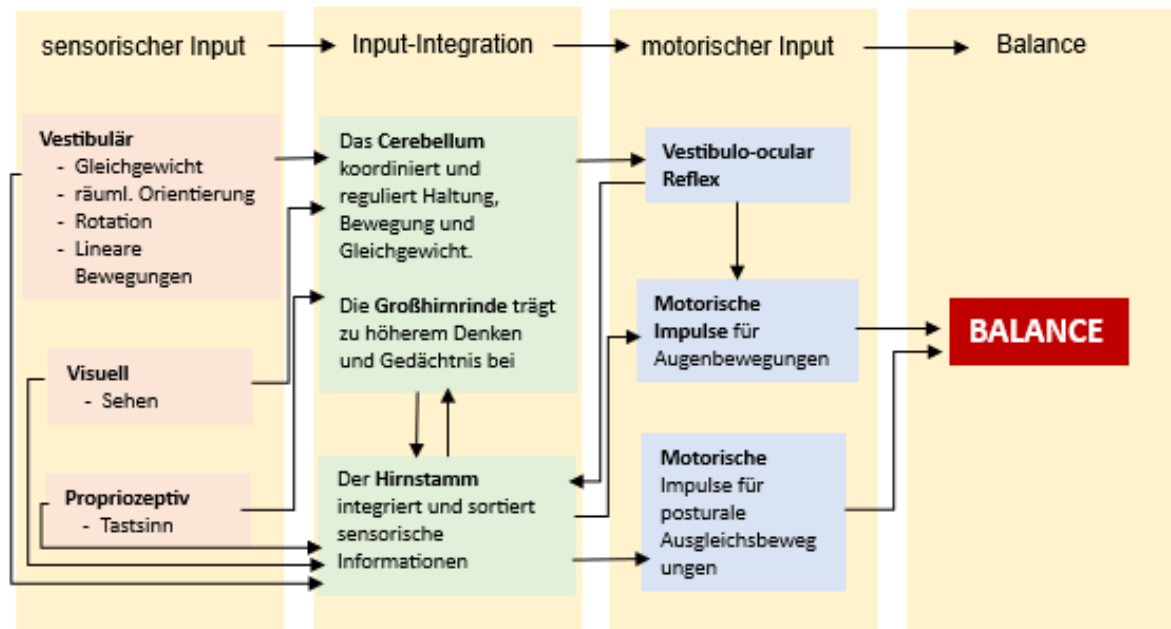 sensorischer Input
Input-Integration
motorischer Input
Balance
Vestibulär
- Gleichgewicht
- räuml. Orientierung
- Rotation
- Lineare
Bewegungen
Visuell
- Sehen
Propriozeptiv
- Tastsinn
Das Cerebellum
koordiniert und
reguliert Haltung,
Bewegung und
Gleichgewicht.
Die Großhirnrinde trägt
zu höherem Denken
und Gedächtnis bei
Der Hirnstamm
integriert und sortiert
sensorische
Informationen
Vestibulo-ocular
Reflex
Motorische
Impulse für
Augenbewegungen
Motorische
Impulse für
posturale
Ausgleichsbeweg
ungen
BALANCE